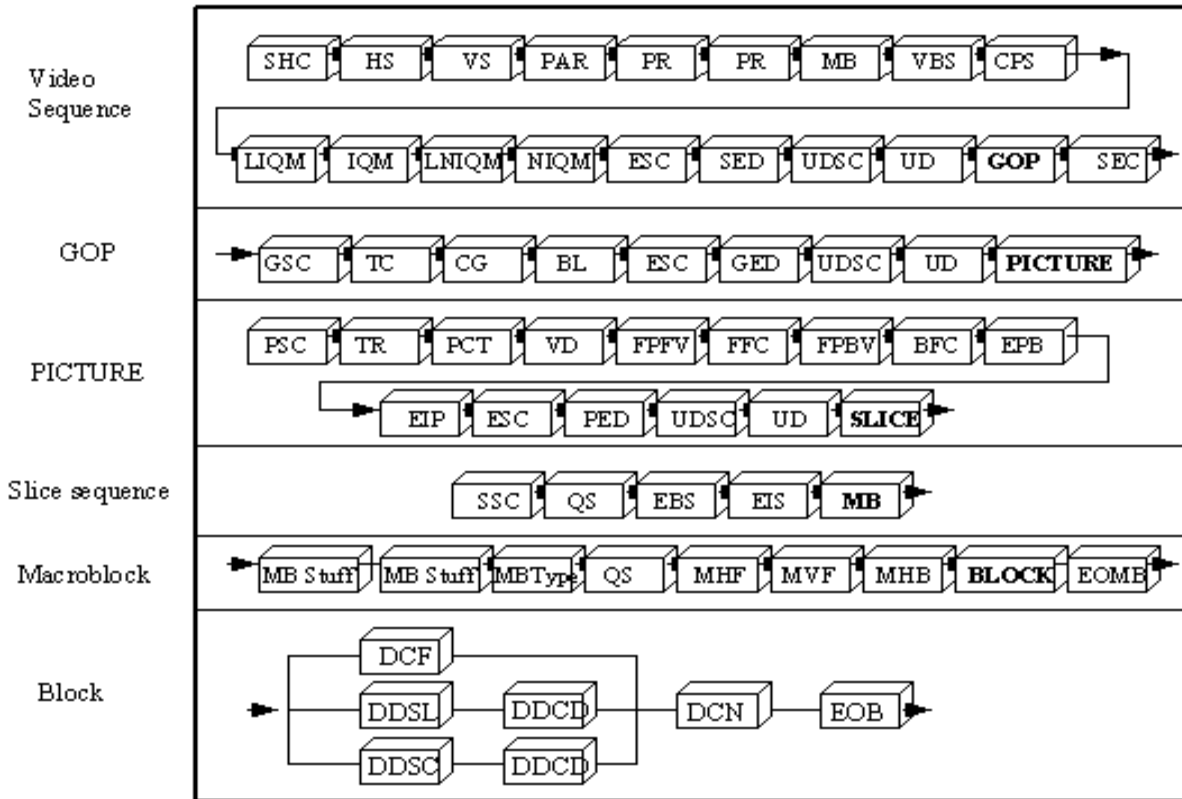 Video
Sequence
SHC HS VS PAR PR PR MB VBS CPS
LIQM IQM LNIQM NIQM ESC SED UDSC UD GOP SEC
GOP
GSC TC CG BL ESC GED UDSC UD PICTURE
PICTURE
PSC TR PCT VD FPFV FFC FPBV BFC EPB
EIP ESC PED UDSC UD SLICE
Slice sequence
SSC QS EBS EIS MB
Macroblock
MB Stuff MB Stuff MBType QS MHF MVF MHB BLOCK EOMB
Block
DCF
DDSL DDCD DCN EOB
DDSC DDCD